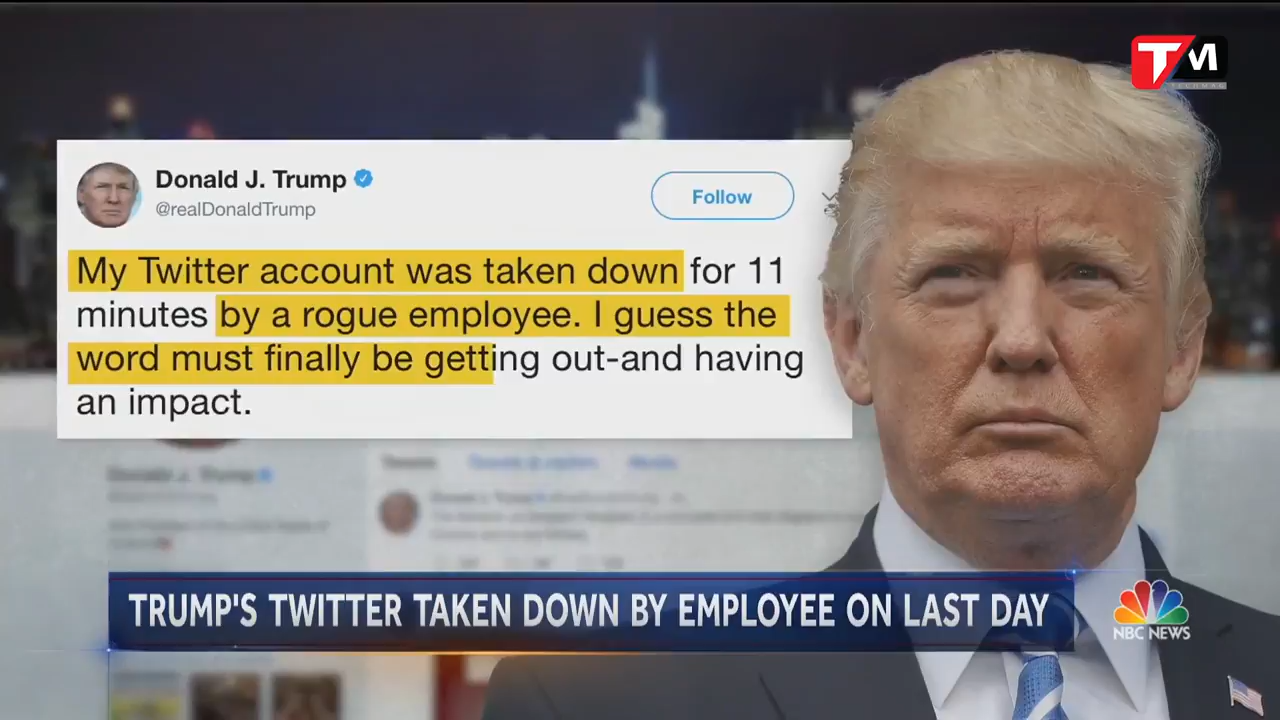 TM
TECHMAG
Donald J. Trump
@realDonaldTrump
Follow
My Twitter account was taken down for 11
minutes by a rogue employee. I guess the
word must finally be getting out-and having
an impact.
TRUMP'S TWITTER TAKEN DOWN BY EMPLOYEE ON LAST DAY
NBC NEWS